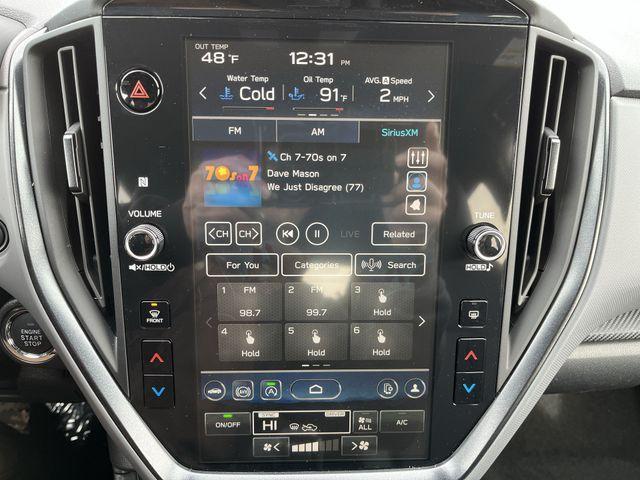 OUT TEMP
48°F
12:31 PM
Water Temp
Cold
Oil Temp
91°F
AVG. A Speed
2 MPH
FM
AM
SiriusXM
Ch 7-70s on 7
Dave Mason
We Just Disagree (77)
70s on 7
VOLUME
TUNE
HOLD
HOLD
CH
CH
LIVE
Related
For You
Categories
Search
1 FM
98.7
2 FM
99.7
3
Hold
4
Hold
5
Hold
6
Hold
ENGINE
START
STOP
FRONT
ON/OFF
SYNC
HI
ALL
A/C